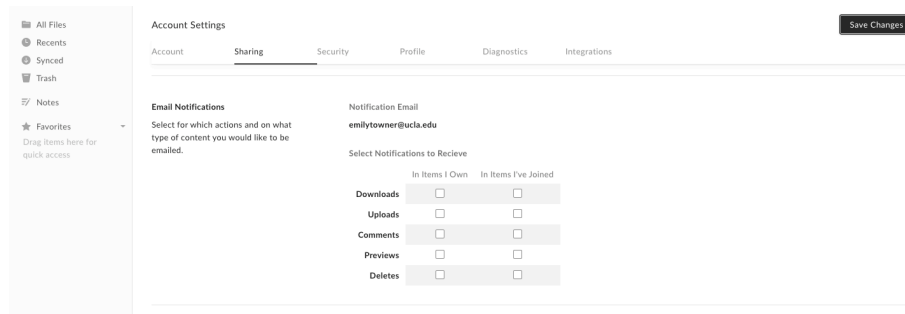 All Files
Recents
Synced
Trash
Notes
Favorites
Drag items here for
quick access
Account Settings
Save Changes
Account Sharing Security Profile Diagnostics Integrations
Email Notifications
Select for which actions and on what
type of content you would like to be
emailed.
Notification Email
emilytowner@ucla.edu
Select Notifications to Recieve
In Items I Own In Items I've Joined
Downloads
Uploads
Comments
Previews
Deletes